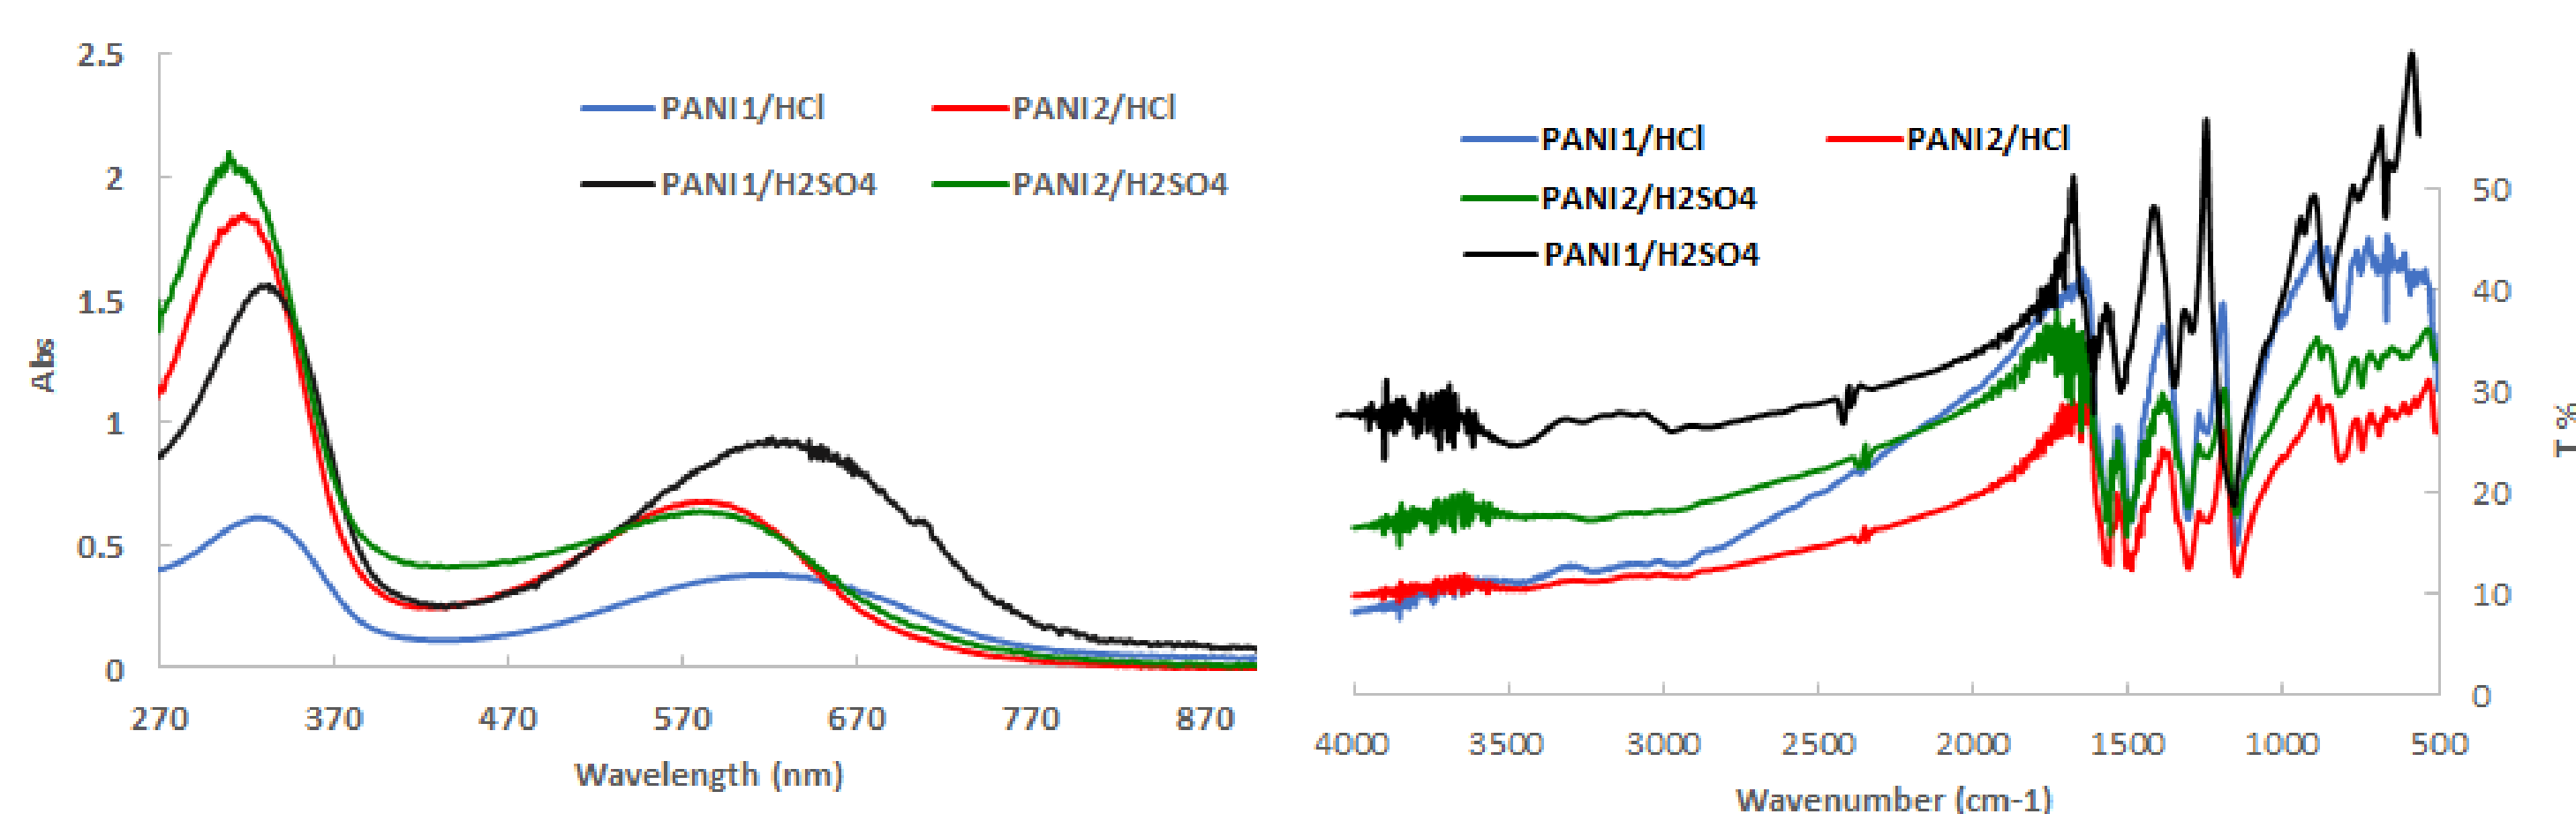 2.5
2
1.5
1
0.5
0
Abs
PANI1/HCl
PANI2/HCl
PANI1/H2SO4
PANI2/H2SO4
270 370 470 570 670 770 870
Wavelength (nm)
PANI1/HCl
PANI2/HCl
PANI2/H2SO4
PANI1/H2SO4
50
40
30
20
10
0
T %
4000 3500 3000 2500 2000 1500 1000 500
Wavenumber (cm-1)